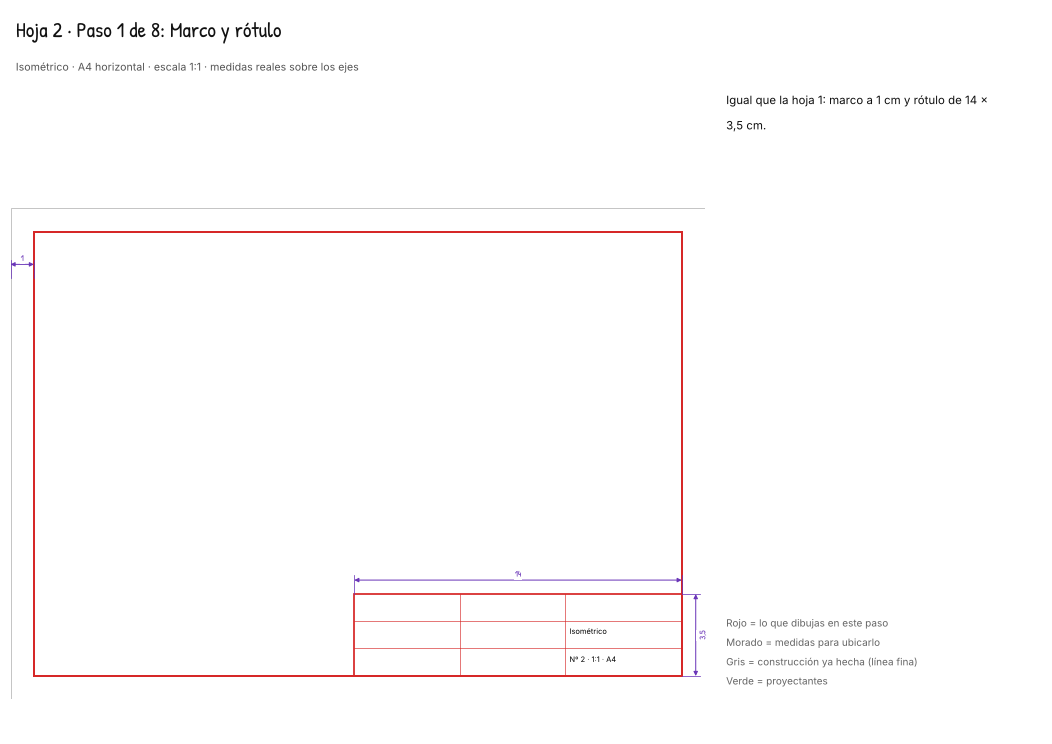 Hoja 2 · Paso 1 de 8: Marco y rótulo
Isométrico · A4 horizontal · escala 1:1 · medidas reales sobre los ejes
Igual que la hoja 1: marco a 1 cm y rótulo de 14 ×
3,5 cm.
1
14
3,5
Isométrico
Nº 2 · 1:1 · A4
Rojo = lo que dibujas en este paso
Morado = medidas para ubicarlo
Gris = construcción ya hecha (línea fina)
Verde = proyectantes